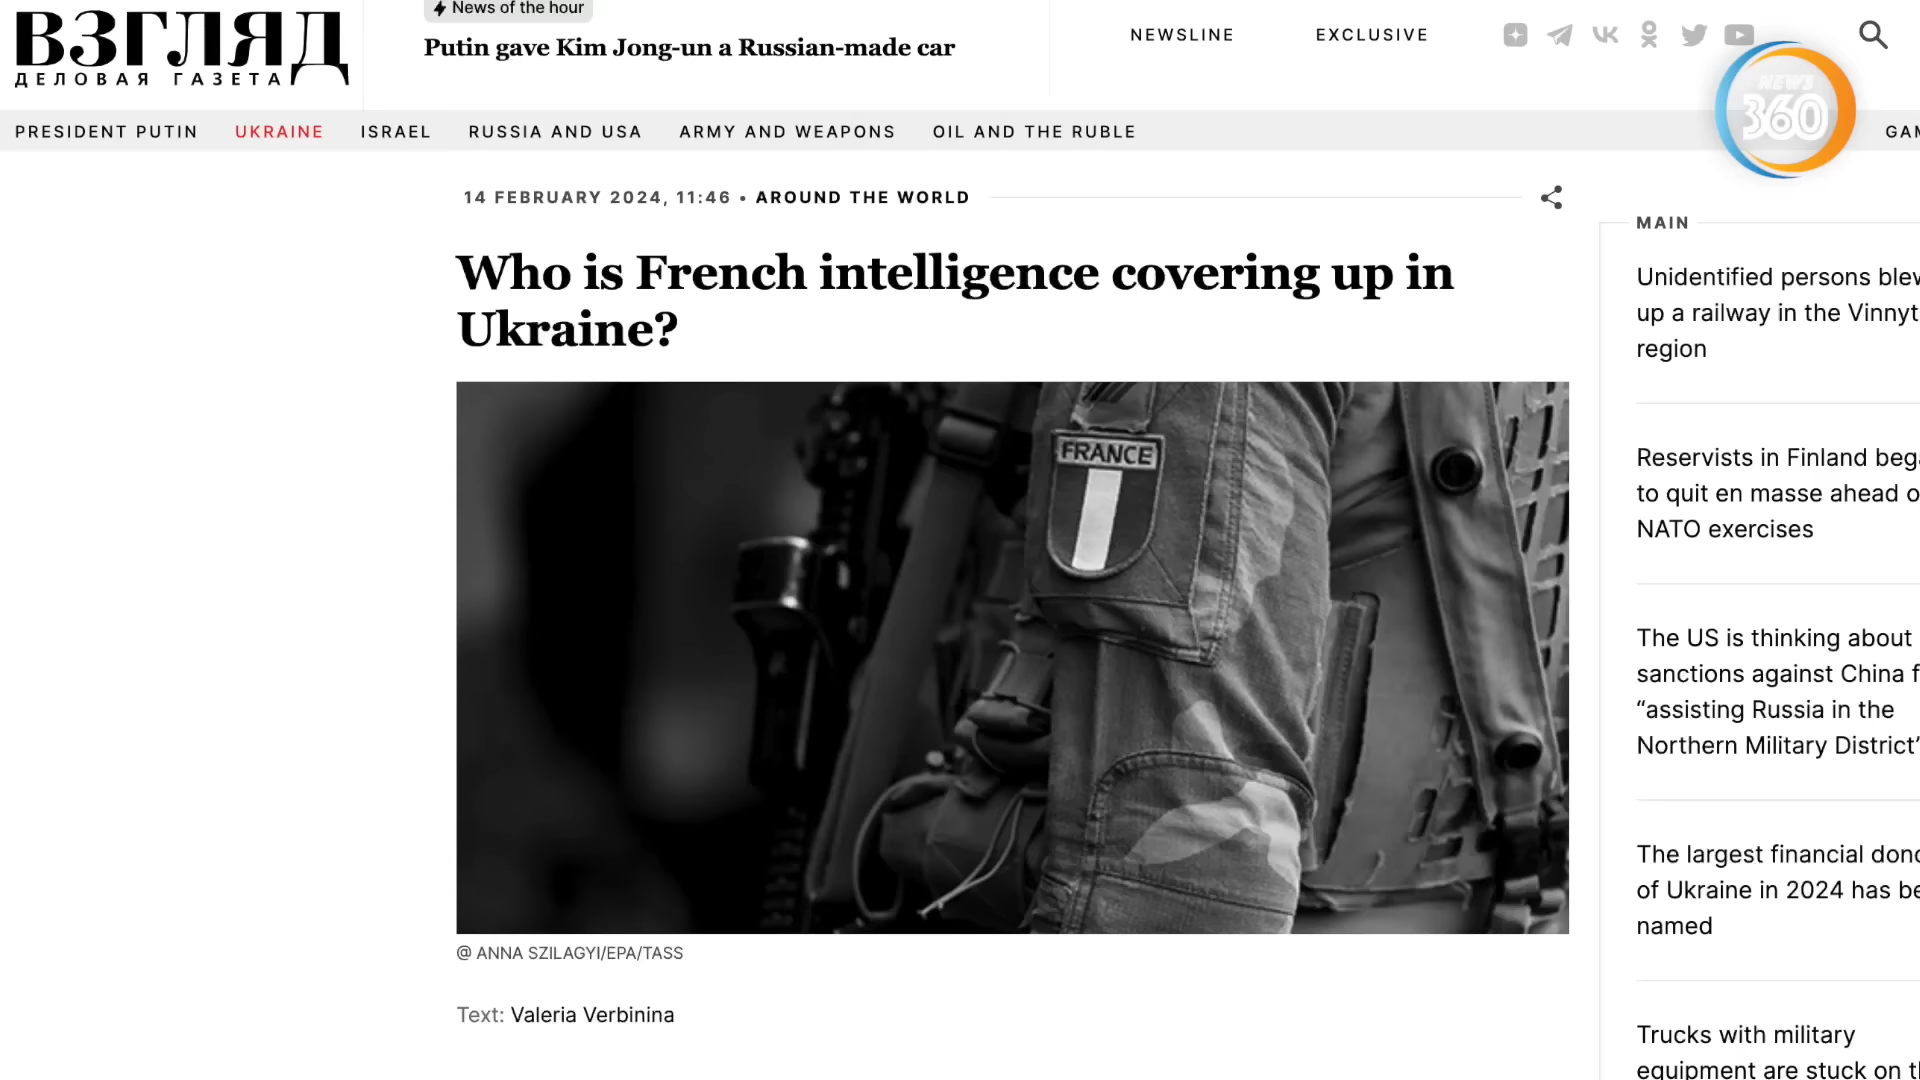 ВЗГЛЯД
ДЕЛОВАЯ ГАЗЕТА
News of the hour
Putin gave Kim Jong-un a Russian-made car
NEWSLINE
EXCLUSIVE
NEWS
360
PRESIDENT PUTIN
UKRAINE
ISRAEL
RUSSIA AND USA
ARMY AND WEAPONS
OIL AND THE RUBLE
14 FEBRUARY 2024, 11:46 • AROUND THE WORLD
Who is French intelligence covering up in
Ukraine?
FRANCE
@ ANNA SZILAGYI/EPA/TASS
Text: Valeria Verbinina
MAIN
Unidentified persons
up a railway in the
region
Reservists in Finland
to quit en masse ahead
NATO exercises
The US is thinking about
sanctions against China
“assisting Russia in the
Northern Military District”
The largest financial
of Ukraine in 2024 has
named
Trucks with military
equipment are stuck on